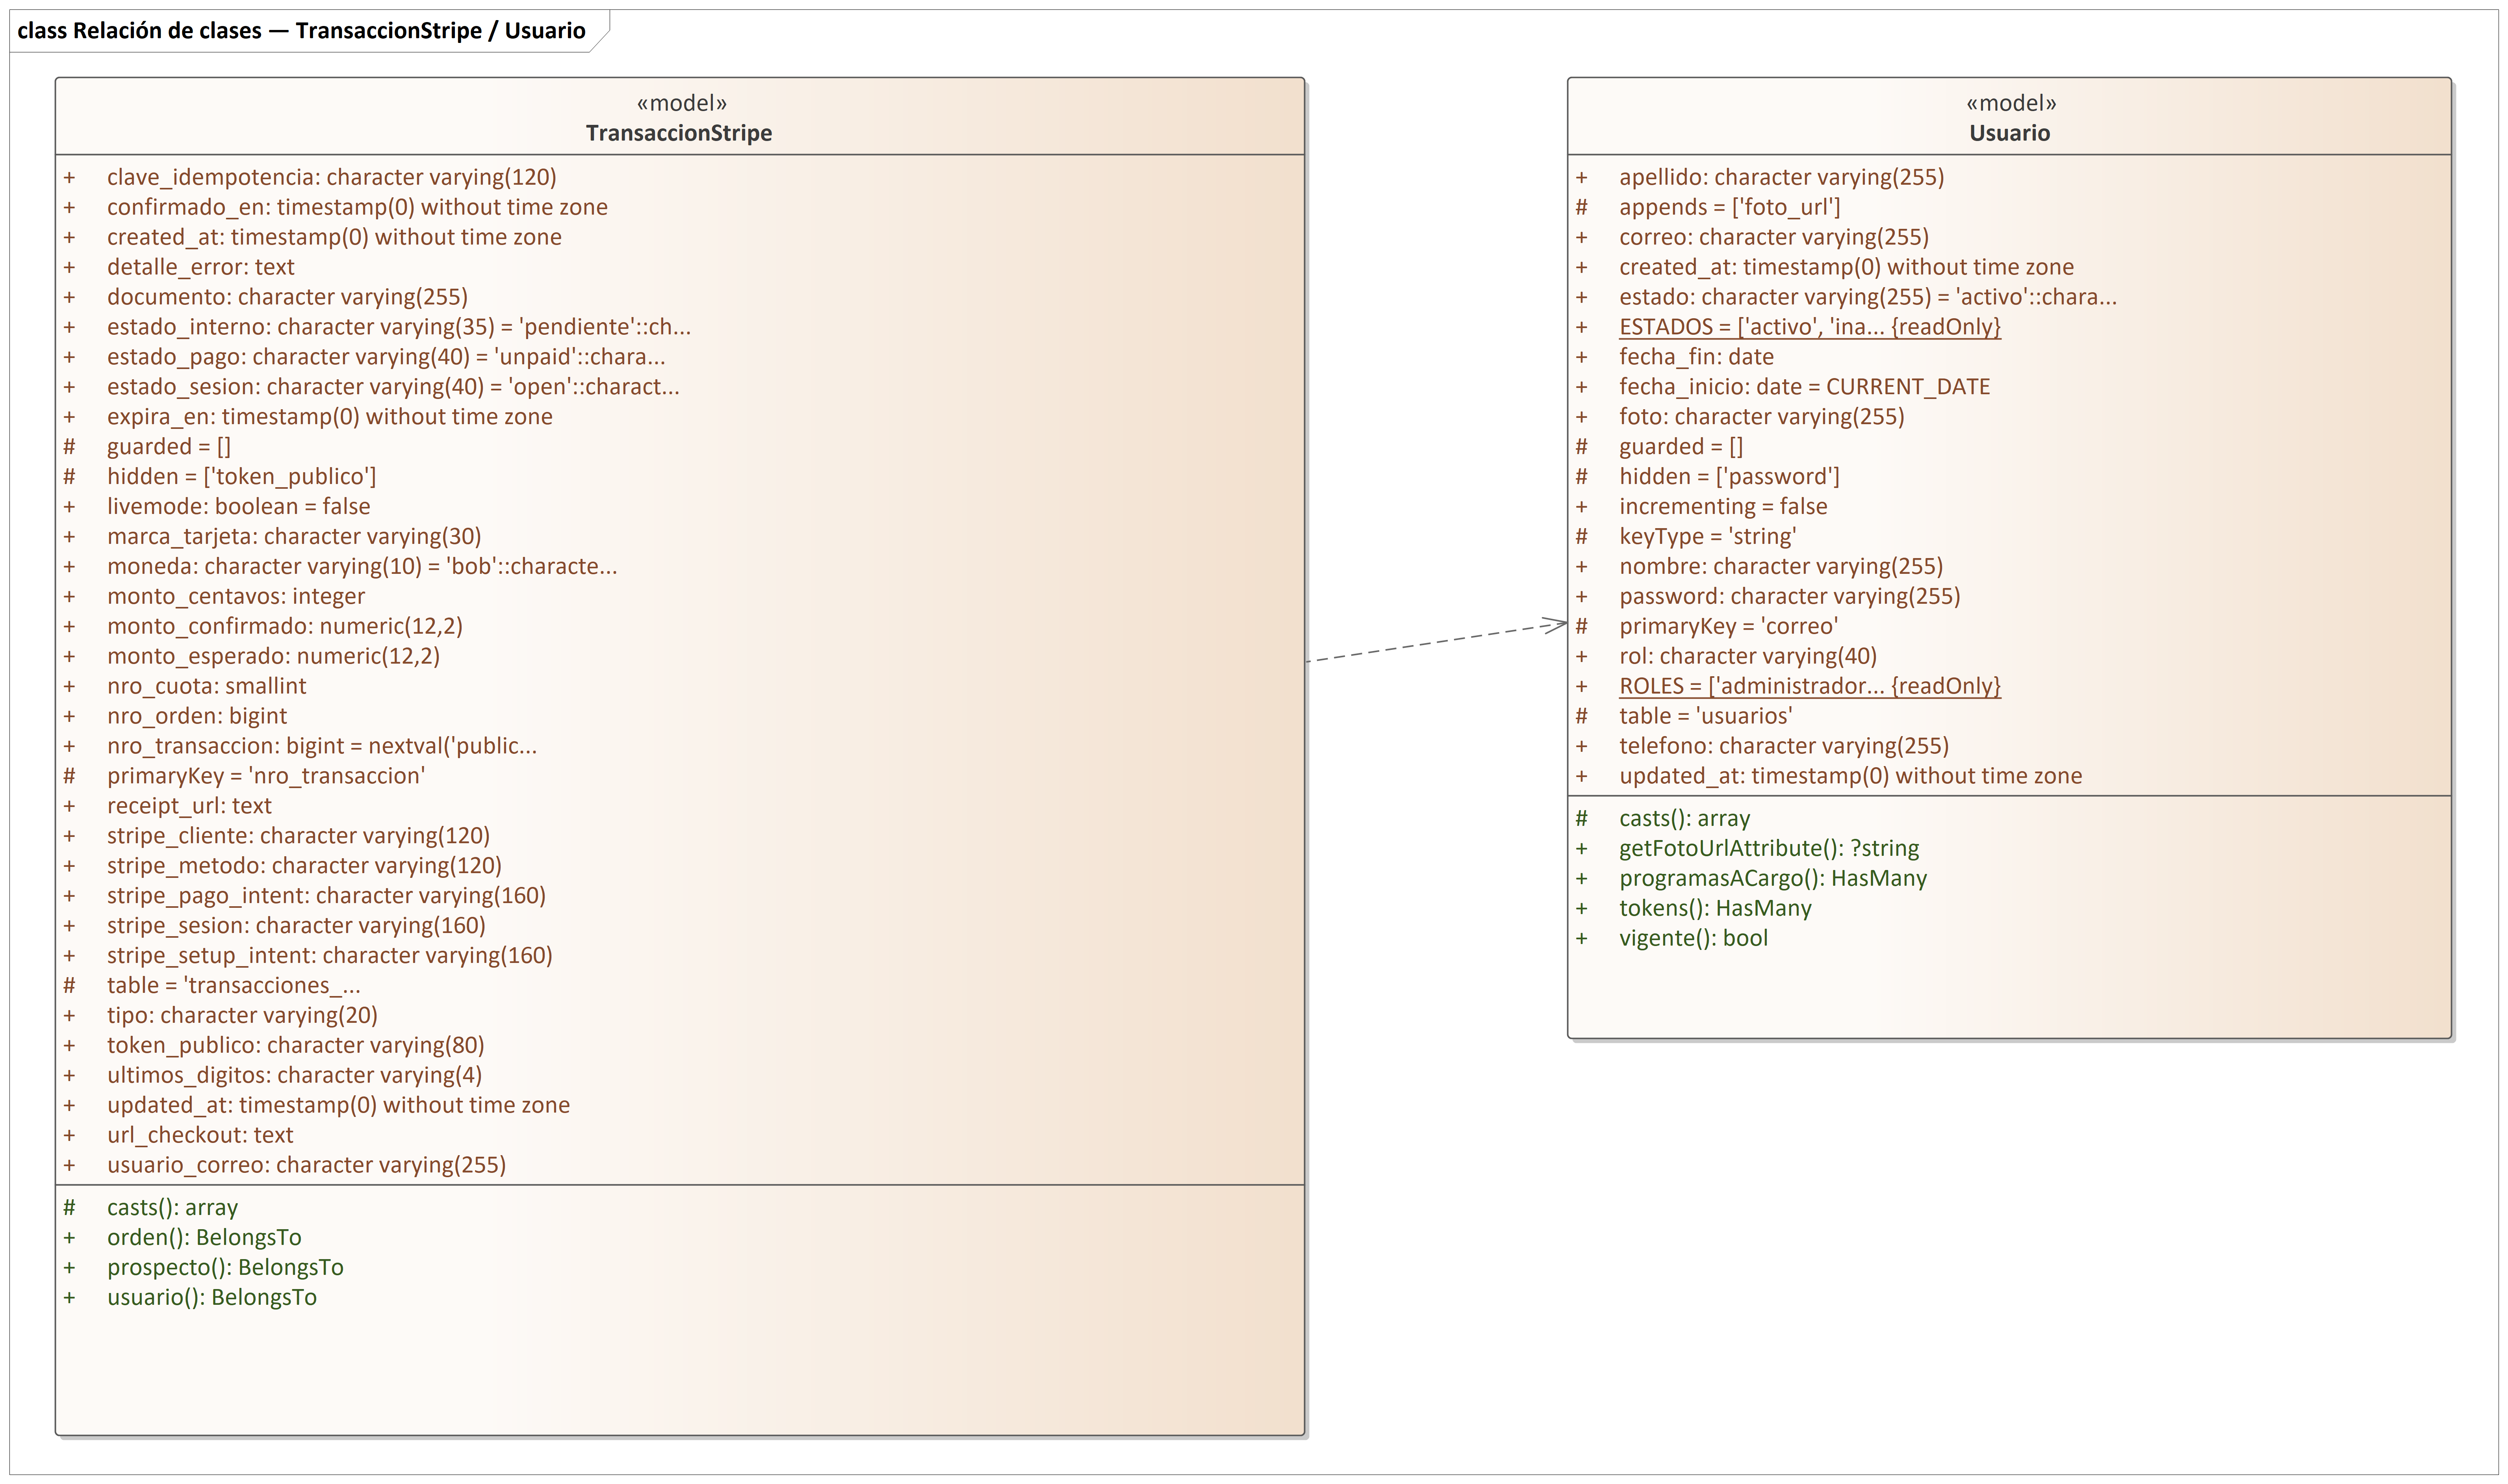 class Relación de clases — TransaccionStripe / Usuario
«model»
TransaccionStripe
+ clave_idempotencia: character varying(120)
+ confirmado_en: timestamp(0) without time zone
+ created_at: timestamp(0) without time zone
+ detalle_error: text
+ documento: character varying(255)
+ estado_interno: character varying(35) = 'pendiente'::ch...
+ estado_pago: character varying(40) = 'unpaid'::chara...
+ estado_sesion: character varying(40) = 'open'::charact...
+ expira_en: timestamp(0) without time zone
# guarded = []
# hidden = ['token_publico']
+ livemode: boolean = false
+ marca_tarjeta: character varying(30)
+ moneda: character varying(10) = 'bob'::characte...
+ monto_centavos: integer
+ monto_confirmado: numeric(12,2)
+ monto_esperado: numeric(12,2)
+ nro_cuota: smallint
+ nro_orden: bigint
+ nro_transaccion: bigint = nextval('public...
# primaryKey = 'nro_transaccion'
+ receipt_url: text
+ stripe_cliente: character varying(120)
+ stripe_metodo: character varying(120)
+ stripe_pago_intent: character varying(160)
+ stripe_sesion: character varying(160)
+ stripe_setup_intent: character varying(160)
# table = 'transacciones_...
+ tipo: character varying(20)
+ token_publico: character varying(80)
+ ultimos_digitos: character varying(4)
+ updated_at: timestamp(0) without time zone
+ url_checkout: text
+ usuario_correo: character varying(255)
# casts(): array
+ orden(): BelongsTo
+ prospecto(): BelongsTo
+ usuario(): BelongsTo
«model»
Usuario
+ apellido: character varying(255)
# appends = ['foto_url']
+ correo: character varying(255)
+ created_at: timestamp(0) without time zone
+ estado: character varying(255) = 'activo'::chara...
+ ESTADOS = ['activo', 'ina... {readOnly}
+ fecha_fin: date
+ fecha_inicio: date = CURRENT_DATE
+ foto: character varying(255)
# guarded = []
# hidden = ['password']
+ incrementing = false
# keyType = 'string'
+ nombre: character varying(255)
+ password: character varying(255)
# primaryKey = 'correo'
+ rol: character varying(40)
+ ROLES = ['administrador... {readOnly}
# table = 'usuarios'
+ telefono: character varying(255)
+ updated_at: timestamp(0) without time zone
# casts(): array
+ getFotoUrlAttribute(): ?string
+ programasACargo(): HasMany
+ tokens(): HasMany
+ vigente(): bool